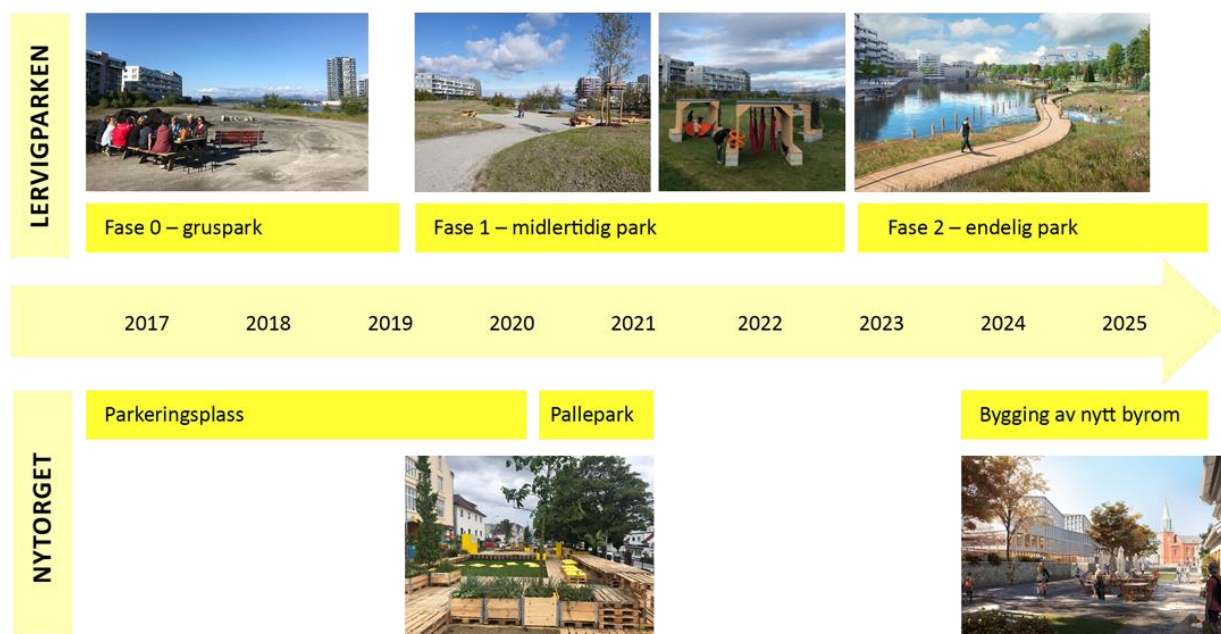 LERVIGPARKEN
Fase 0 – gruspark
Fase 1 – midlertidig park
Fase 2 – endelig park
2017 2018 2019 2020 2021 2022 2023 2024 2025
NYTORGET
Parkeringsplass
Pallepark
Bygging av nytt byrom